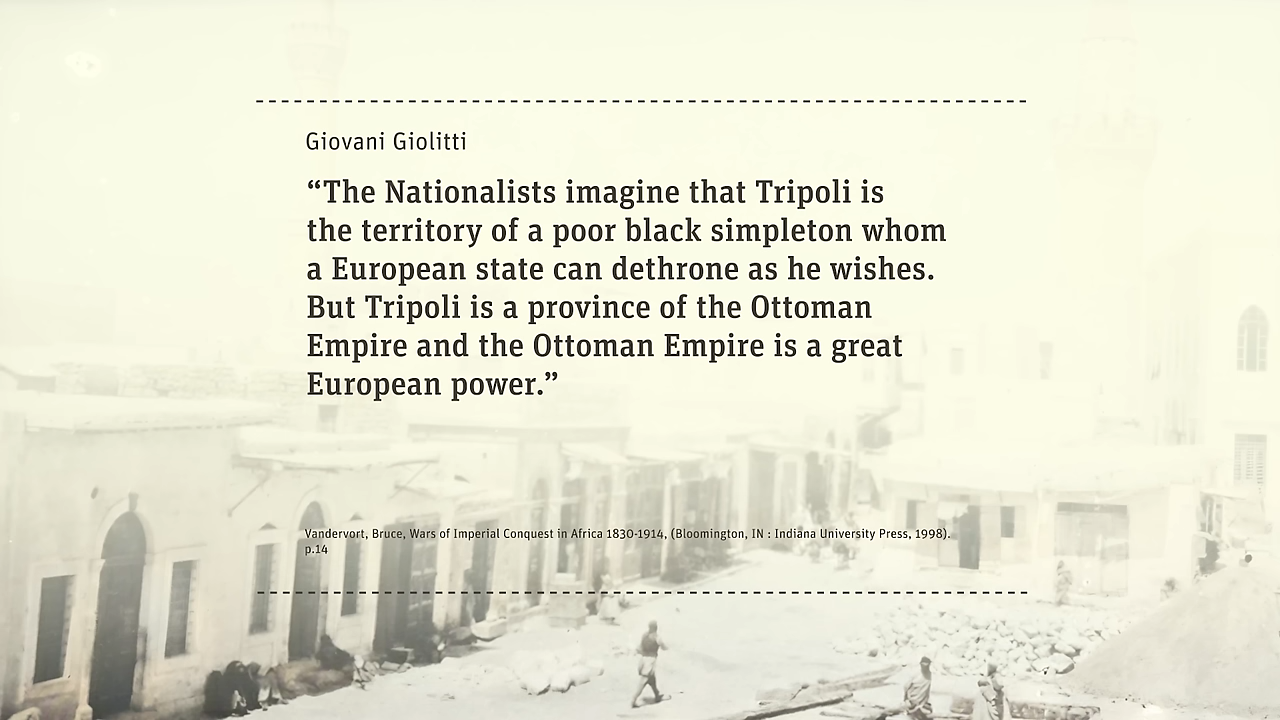 Giovani Giolitti
“The Nationalists imagine that Tripoli is
the territory of a poor black simpleton whom
a European state can dethrone as he wishes.
But Tripoli is a province of the Ottoman
Empire and the Ottoman Empire is a great
European power.”
Vandervort, Bruce, Wars of Imperial Conquest in Africa 1830-1914, (Bloomington, IN : Indiana University Press, 1998).
p.14